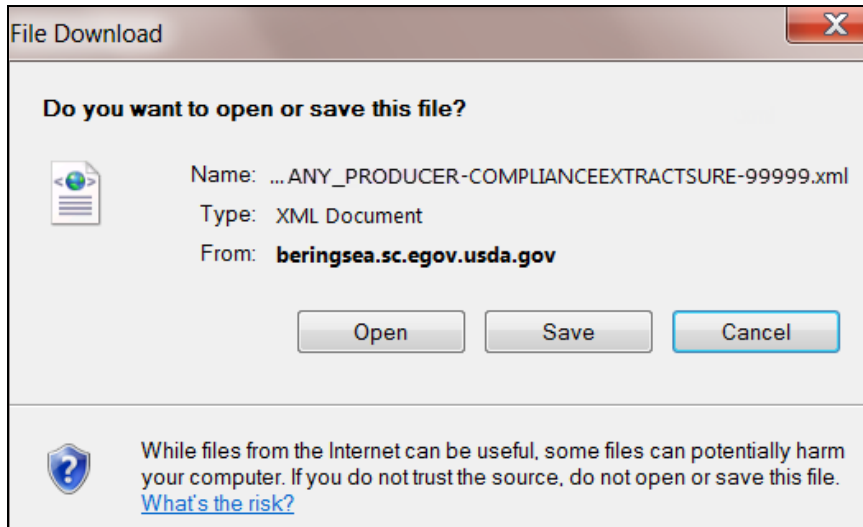 File Download
X
Do you want to open or save this file?
Name: ...ANY_PRODUCER-COMPLIANCEEXTRACTSURE-99999.xml
Type: XML Document
From: beringsea.sc.egov.usda.gov
Open Save Cancel
While files from the Internet can be useful, some files can potentially harm
your computer. If you do not trust the source, do not open or save this file.
What's the risk?